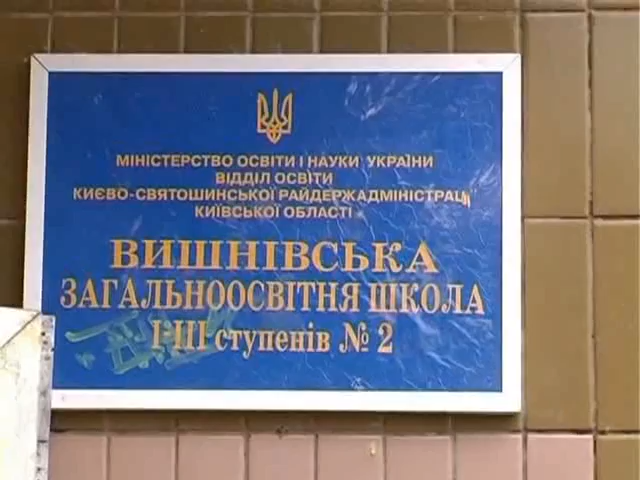 МІНІСТЕРСТВО ОСВІТИ І НАУКИ УКРАЇНИ
ВІДДІЛ ОСВІТИ
КИЄВО-СВЯТОШИНСЬКОЇ РАЙДЕРЖАДМІНІСТРАЦІЇ
КИЇВСЬКОЇ ОБЛАСТІ
ВИШНІВСЬКА
ЗАГАЛЬНООСВІТНЯ ШКОЛА
І-ІІІ ступенів № 2